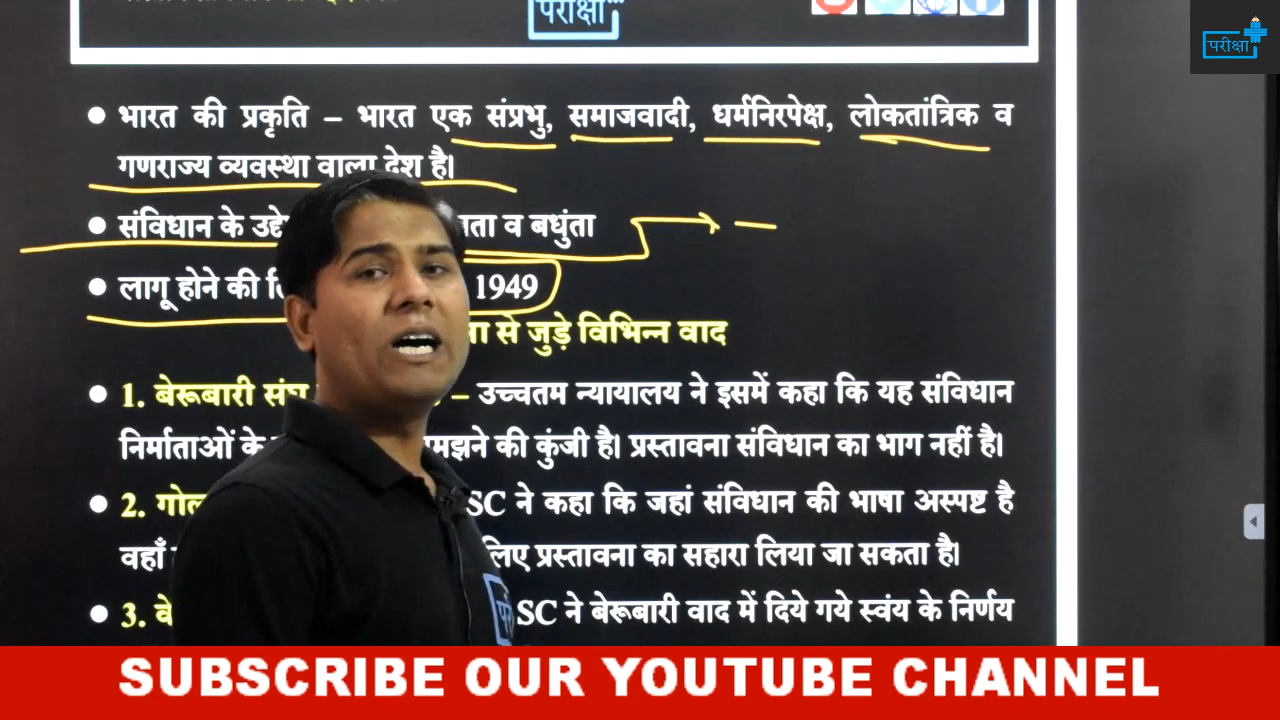 परीक्षा
परीक्षा
भारत की प्रकृति – भारत एक संप्रभु, समाजवादी, धर्मनिरपेक्ष, लोकतांत्रिक व
गणराज्य व्यवस्था वाला देश है।
संविधान के व बधुंता
लागू होने की 1949
से जुड़े विभिन्न वाद
1. बेरूबारी संघ – उच्चतम न्यायालय ने इसमें कहा कि यह संविधान
निर्माताओं के की कुंजी है। प्रस्तावना संविधान का भाग नहीं है।
2. SC ने कहा कि जहां संविधान की भाषा अस्पष्ट है
वहाँ लिए प्रस्तावना का सहारा लिया जा सकता है।
3. SC ने बेरूबारी वाद में दिये गये स्वंय के निर्णय
SUBSCRIBE OUR YOUTUBE CHANNEL